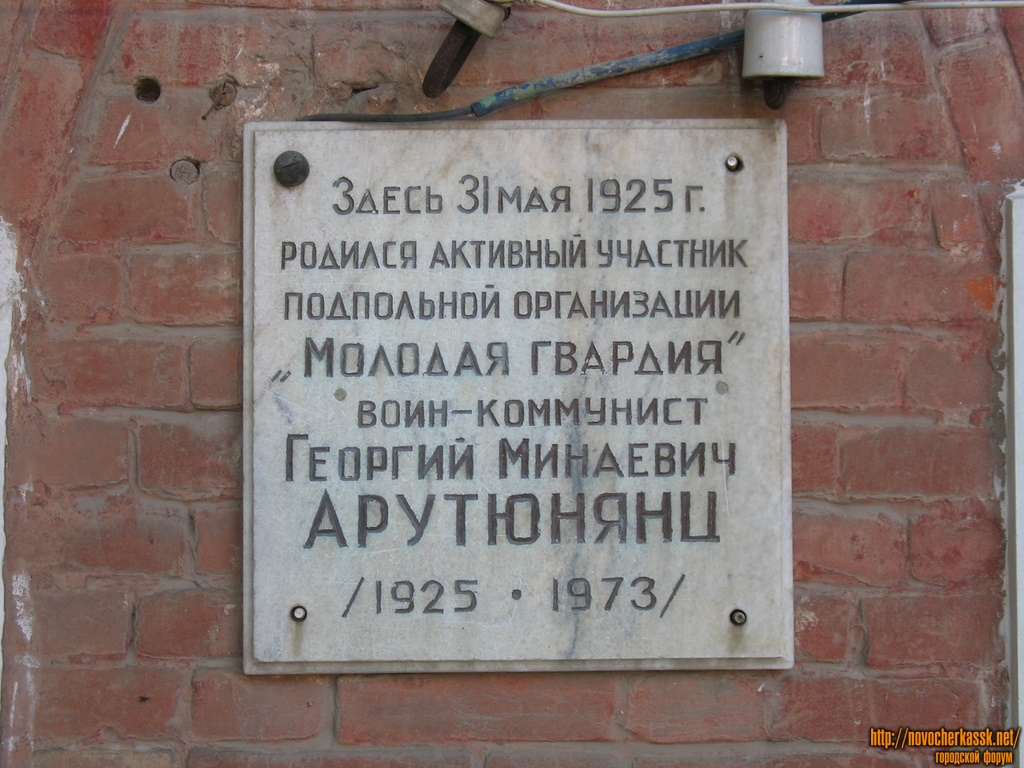 Здесь 31 мая 1925 г.
родился активный участник
подпольной организации
„Молодая гвардия"
воин-коммунист
Георгий Минаевич
АРУТЮНЯНЦ
/1925 • 1973/
http://novocherkassk.net/
городской форум